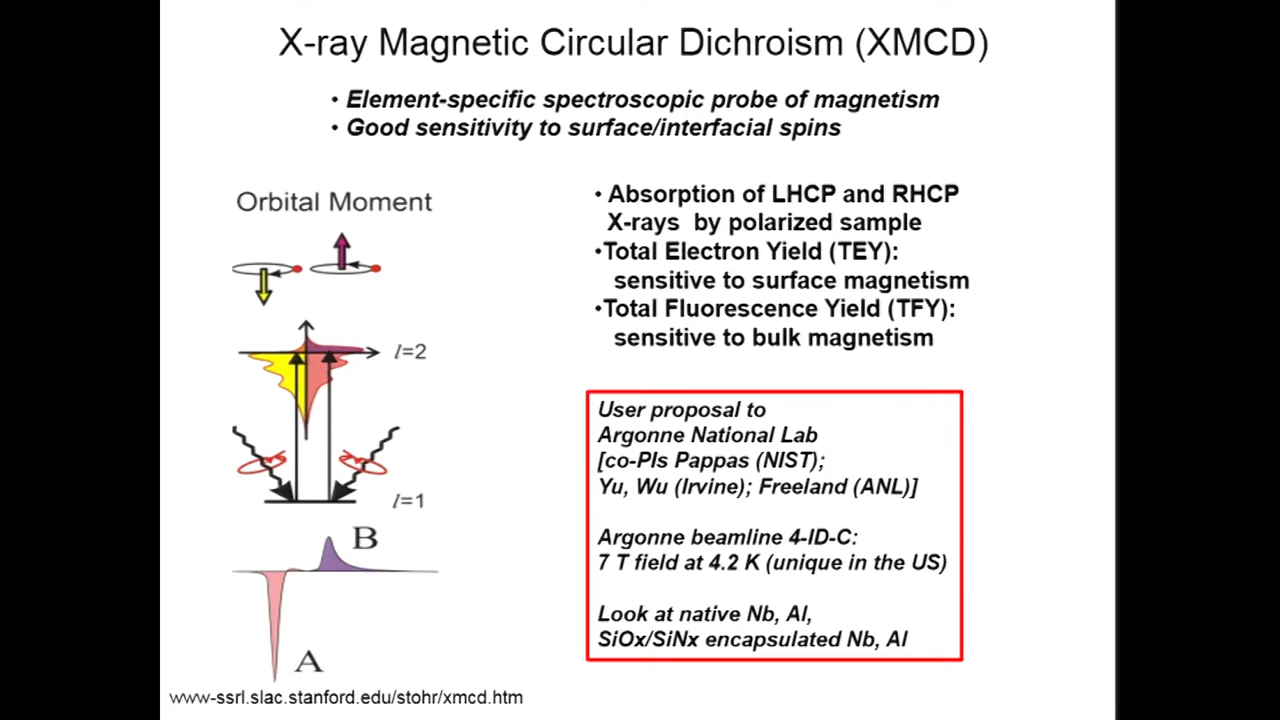 X-ray Magnetic Circular Dichroism (XMCD)
• Element-specific spectroscopic probe of magnetism
• Good sensitivity to surface/interfacial spins
Orbital Moment
l=2
l=1
B
A
www-ssrl.slac.stanford.edu/stohr/xmcd.htm
• Absorption of LHCP and RHCP
X-rays by polarized sample
•Total Electron Yield (TEY):
sensitive to surface magnetism
•Total Fluorescence Yield (TFY):
sensitive to bulk magnetism
User proposal to
Argonne National Lab
[co-PIs Pappas (NIST);
Yu, Wu (Irvine); Freeland (ANL)]
Argonne beamline 4-ID-C:
7 T field at 4.2 K (unique in the US)
Look at native Nb, Al,
SiOx/SiNx encapsulated Nb, Al